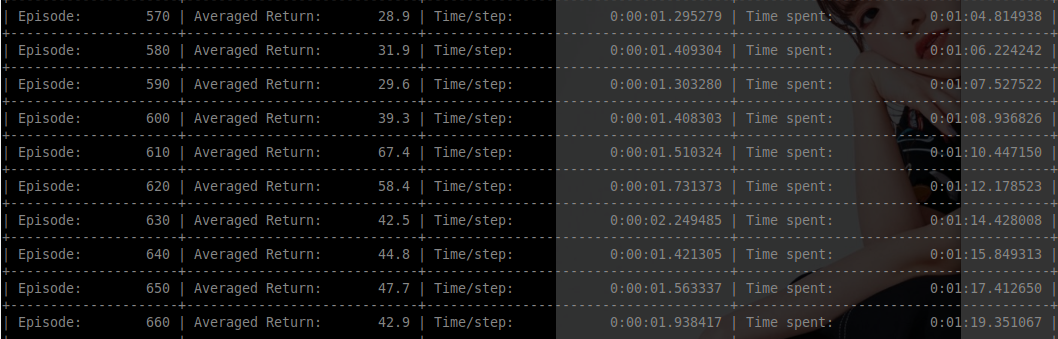 | Episode: 570 | Averaged Return: 28.9 | Time/step: 0:00:01.295279 | Time spent: 0:01:04.814938 |
| Episode: 580 | Averaged Return: 31.9 | Time/step: 0:00:01.409304 | Time spent: 0:01:06.224242 |
| Episode: 590 | Averaged Return: 29.6 | Time/step: 0:00:01.303280 | Time spent: 0:01:07.527522 |
| Episode: 600 | Averaged Return: 39.3 | Time/step: 0:00:01.408303 | Time spent: 0:01:08.936826 |
| Episode: 610 | Averaged Return: 67.4 | Time/step: 0:00:01.510324 | Time spent: 0:01:10.447150 |
| Episode: 620 | Averaged Return: 58.4 | Time/step: 0:00:01.731373 | Time spent: 0:01:12.178523 |
| Episode: 630 | Averaged Return: 42.5 | Time/step: 0:00:02.249485 | Time spent: 0:01:14.428008 |
| Episode: 640 | Averaged Return: 44.8 | Time/step: 0:00:01.421305 | Time spent: 0:01:15.849313 |
| Episode: 650 | Averaged Return: 47.7 | Time/step: 0:00:01.563337 | Time spent: 0:01:17.412650 |
| Episode: 660 | Averaged Return: 42.9 | Time/step: 0:00:01.938417 | Time spent: 0:01:19.351067 |